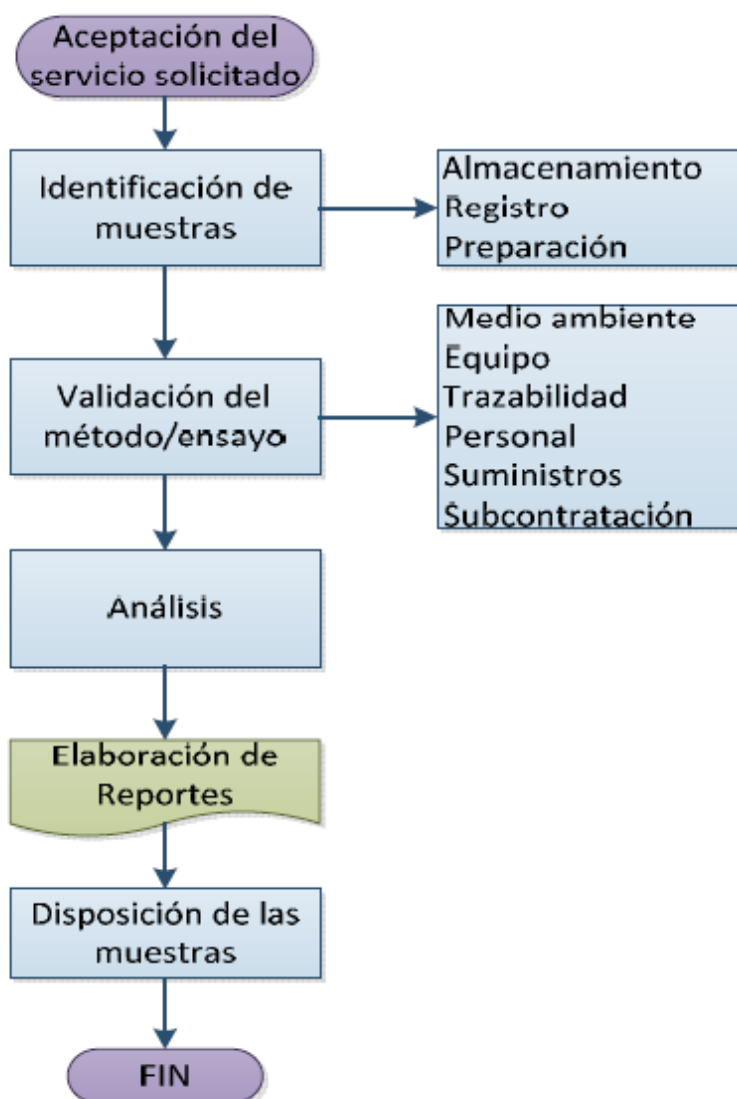 Aceptación del
servicio solicitado
Identificación de
muestras
Almacenamiento
Registro
Preparación
Validación del
método/ensayo
Medio ambiente
Equipo
Trazabilidad
Personal
Suministros
Subcontratación
Análisis
Elaboración de
Reportes
Disposición de las
muestras
FIN